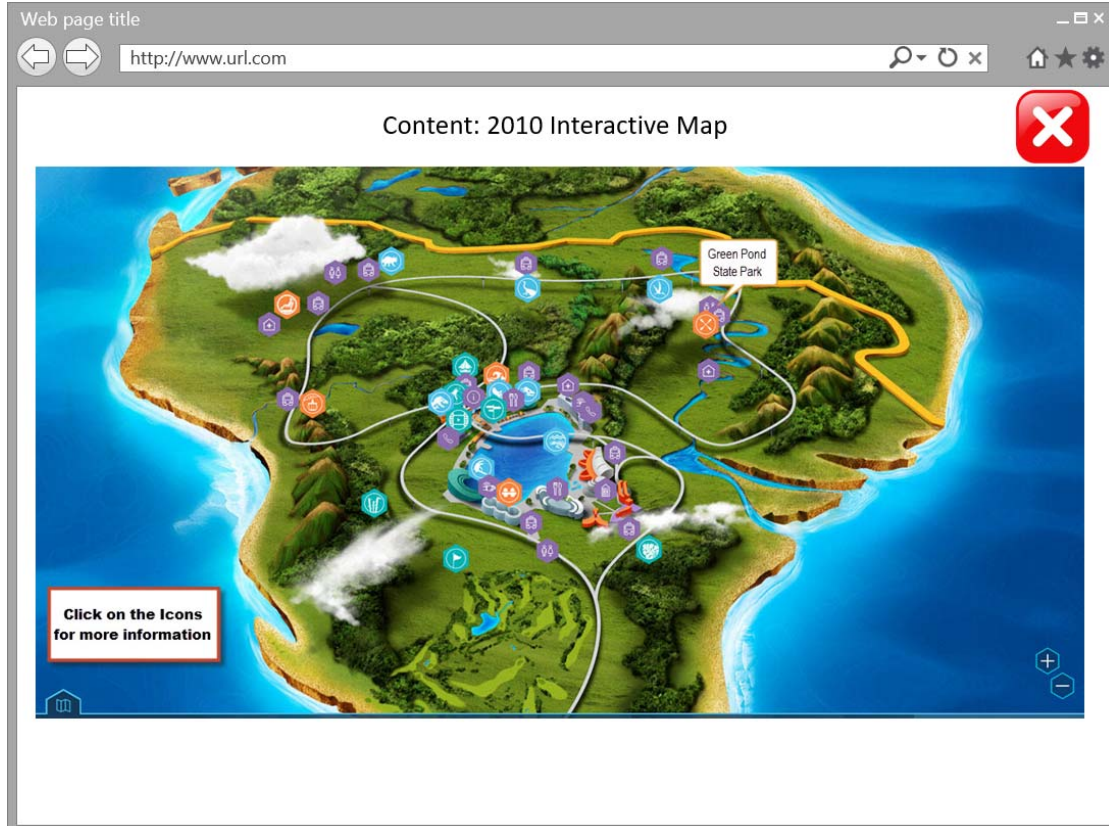 Web page title
http://www.url.com
Content: 2010 Interactive Map
Green Pond
State Park
Click on the Icons
for more information